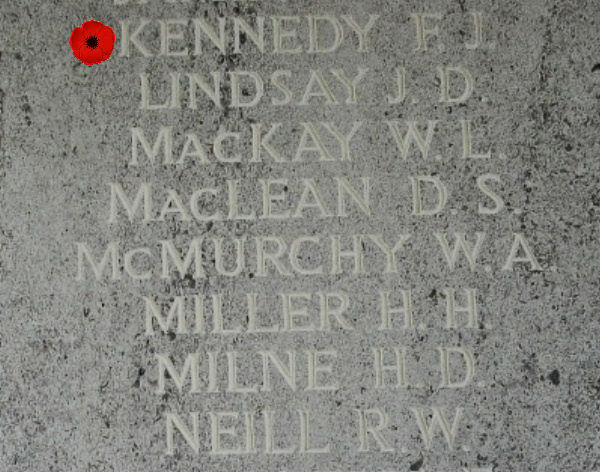 KENNEDY F. J.
LINDSAY J. D.
MacKAY W. L.
MacLEAN D. S.
McMURCHY W. A.
MILLER H. H.
MILNE H. D.
NEILL R. W.